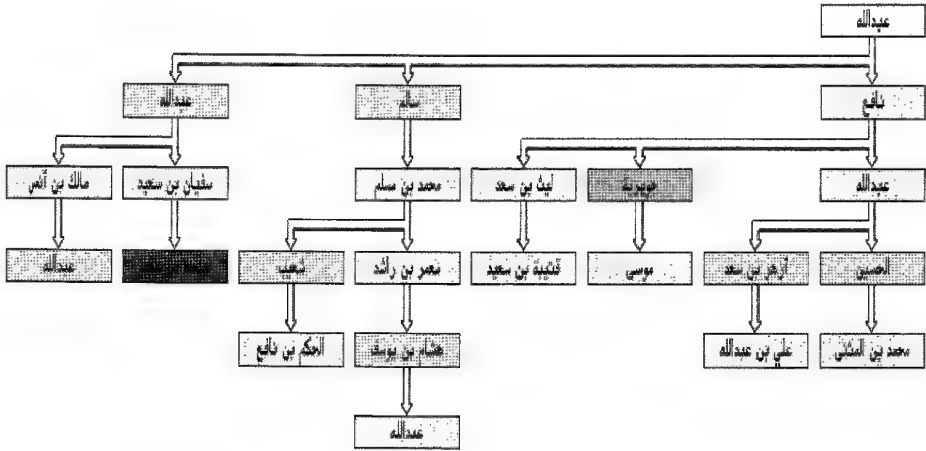 عبدالله
عبدالله
سالم
نافع
مالك بن أنس
سفيان بن سعيد
محمد بن مسلم
ليث بن سعد
جويرية
عبدالله
عبدالله
شعيب
معمر بن راشد
قتيبة بن سعيد
موسى
أزهر بن سعد
الحسين
الحكم بن نافع
هشام بن يوسف
علي بن عبدالله
محمد بن المثنى
عبدالله